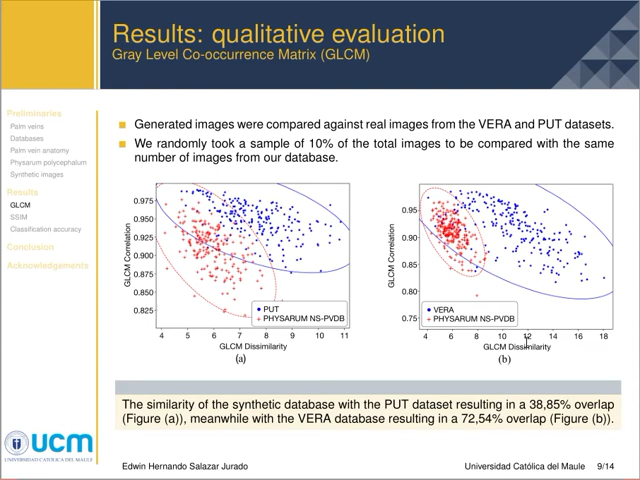 Results: qualitative evaluation
Gray Level Co-occurrence Matrix (GLCM)
Preliminaries
Palm veins
Databases
Palm vein anatomy
Physarum polycephalum
Synthetic images
Results
GLCM
SSIM
Classification accuracy
Conclusion
Acknowledgements
Generated images were compared against real images from the VERA and PUT datasets.
We randomly took a sample of 10% of the total images to be compared with the same
number of images from our database.
GLCM Correlation
0.975
0.950
0.925
0.900
0.875
0.850
0.825
PUT
PHYSARUM NS-PVDB
4 5 6 7 8 9 10 11
GLCM Dissimilarity
(a)
GLCM Correlation
0.95
0.90
0.85
0.80
0.75
VERA
PHYSARUM NS-PVDB
4 6 8 10 12 14 16 18
GLCM Dissimilarity
(b)
The similarity of the synthetic database with the PUT dataset resulting in a 38,85% overlap
(Figure (a)), meanwhile with the VERA database resulting in a 72,54% overlap (Figure (b)).
ucm
UNIVERSIDAD CATÓLICA DEL MAULE
Edwin Hernando Salazar Jurado
Universidad Católica del Maule 9/14